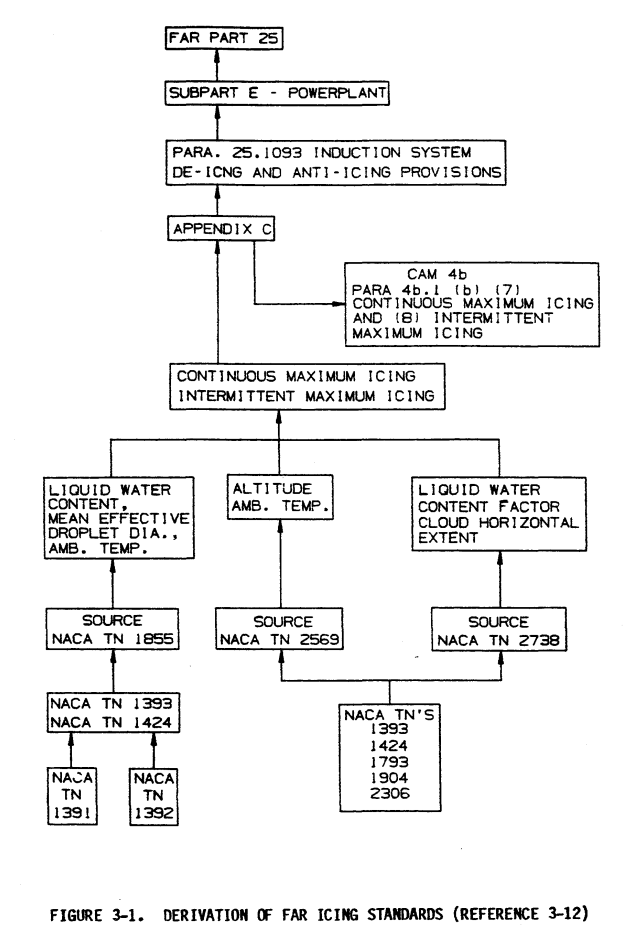 FAR PART 25
SUBPART E - POWERPLANT
PARA. 25.1093 INDUCTION SYSTEM
DE-ICNG AND ANTI-ICING PROVISIONS
APPENDIX C
CAM 4b
PARA 4b.1 (b) (7)
CONTINUOUS MAXIMUM ICING
AND (8) INTERMITTENT
MAXIMUM ICING
CONTINUOUS MAXIMUM ICING
INTERMITTENT MAXIMUM ICING
LIQUID WATER
CONTENT,
MEAN EFFECTIVE
DROPLET DIA.,
AMB. TEMP.
ALTITUDE
AMB. TEMP.
LIQUID WATER
CONTENT FACTOR
CLOUD HORIZONTAL
EXTENT
SOURCE
NACA TN 1855
SOURCE
NACA TN 2569
SOURCE
NACA TN 2738
NACA TN 1393
NACA TN 1424
NACA TN'S
1393
1424
1793
1904
2306
NACA
TN
1391
NACA
TN
1392
FIGURE 3-1. DERIVATION OF FAR ICING STANDARDS (REFERENCE 3-12)